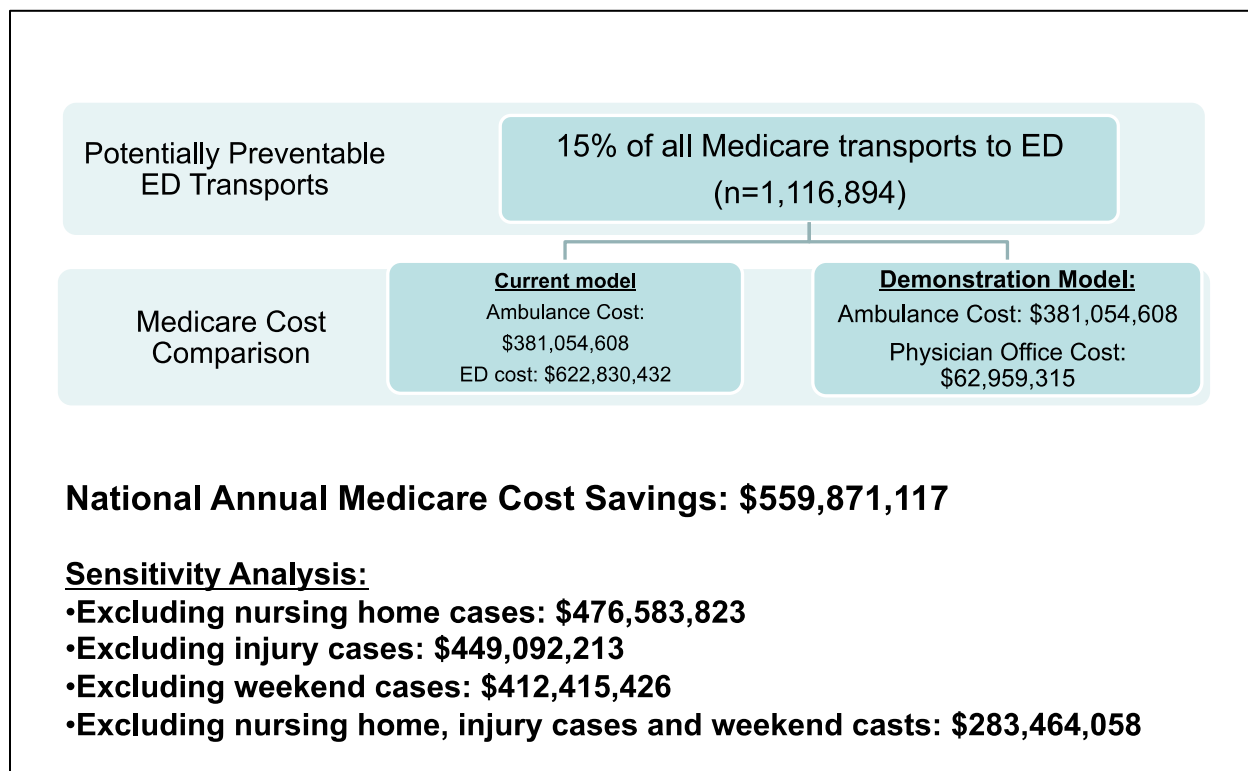 Potentially Preventable
ED Transports
15% of all Medicare transports to ED
(n=1,116,894)
Medicare Cost
Comparison
Current model
Ambulance Cost:
$381,054,608
ED cost: $622,830,432
Demonstration Model:
Ambulance Cost: $381,054,608
Physician Office Cost:
$62,959,315
National Annual Medicare Cost Savings: $559,871,117
Sensitivity Analysis:
•Excluding nursing home cases: $476,583,823
•Excluding injury cases: $449,092,213
•Excluding weekend cases: $412,415,426
•Excluding nursing home, injury cases and weekend casts: $283,464,058